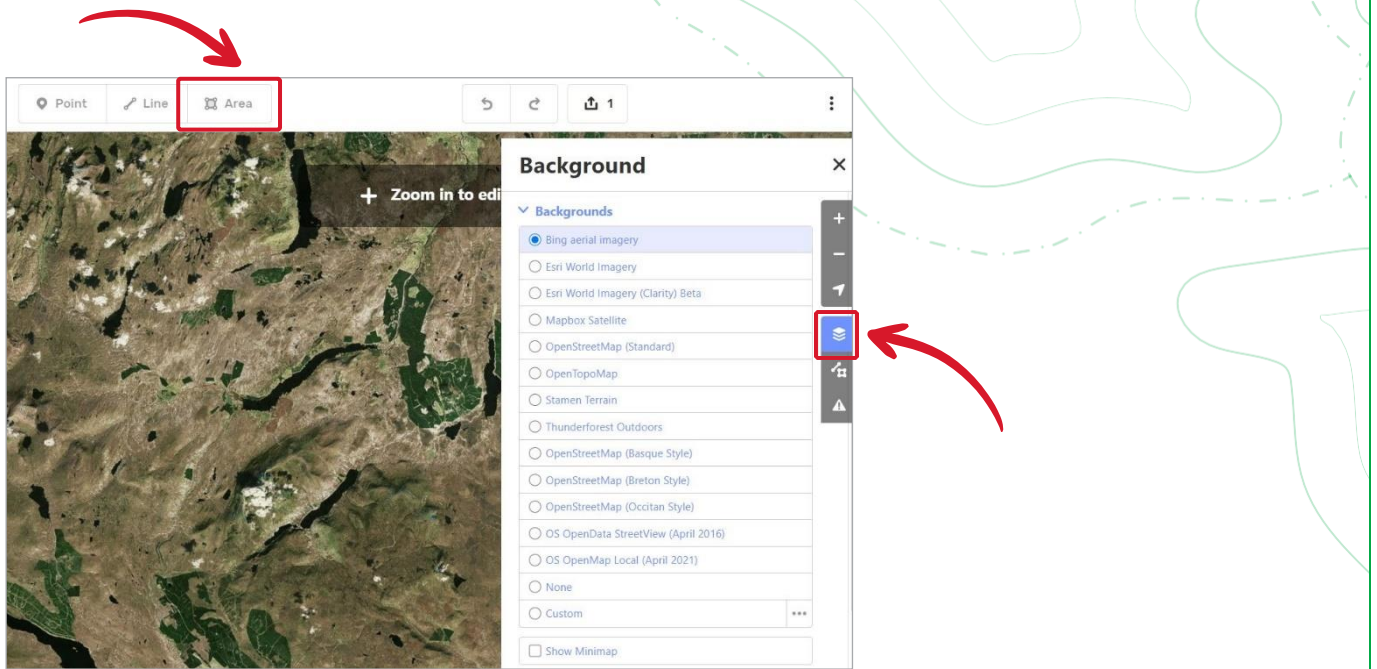 Point
Line
Area
1
Background
Zoom in to edi
Backgrounds
Bing aerial imagery
Esri World Imagery
Esri World Imagery (Clarity) Beta
Mapbox Satellite
OpenStreetMap (Standard)
OpenTopoMap
Stamen Terrain
Thunderforest Outdoors
OpenStreetMap (Basque Style)
OpenStreetMap (Breton Style)
OpenStreetMap (Occitan Style)
OS OpenData StreetView (April 2016)
OS OpenMap Local (April 2021)
None
Custom
Show Minimap